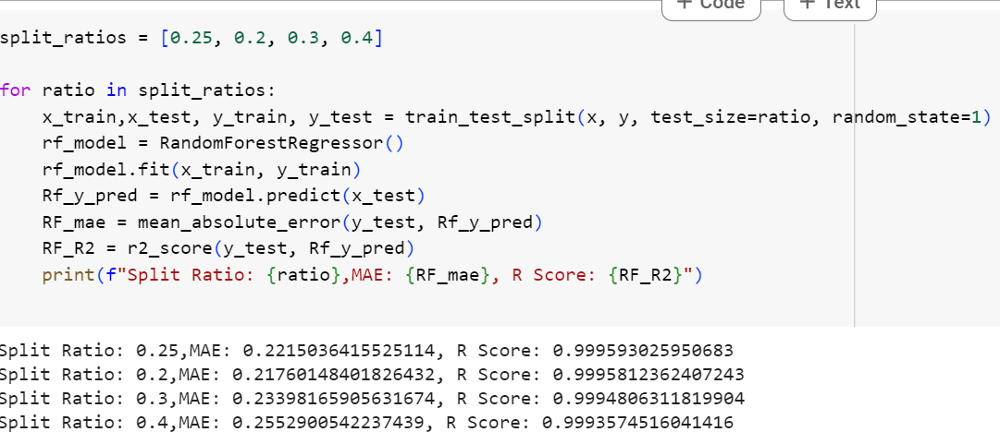 + Code + Text
split_ratios = [0.25, 0.2, 0.3, 0.4]
for ratio in split_ratios:
x_train,x_test, y_train, y_test = train_test_split(x, y, test_size=ratio, random_state=1)
rf_model = RandomForestRegressor()
rf_model.fit(x_train, y_train)
Rf_y_pred = rf_model.predict(x_test)
RF_mae = mean_absolute_error(y_test, Rf_y_pred)
RF_R2 = r2_score(y_test, Rf_y_pred)
print(f"Split Ratio: {ratio},MAE: {RF_mae}, R Score: {RF_R2}")
Split Ratio: 0.25,MAE: 0.2215036415525114, R Score: 0.999593025950683
Split Ratio: 0.2,MAE: 0.21760148401826432, R Score: 0.9995812362407243
Split Ratio: 0.3,MAE: 0.23398165905631674, R Score: 0.9994806311819904
Split Ratio: 0.4,MAE: 0.2552900542237439, R Score: 0.9993574516041416